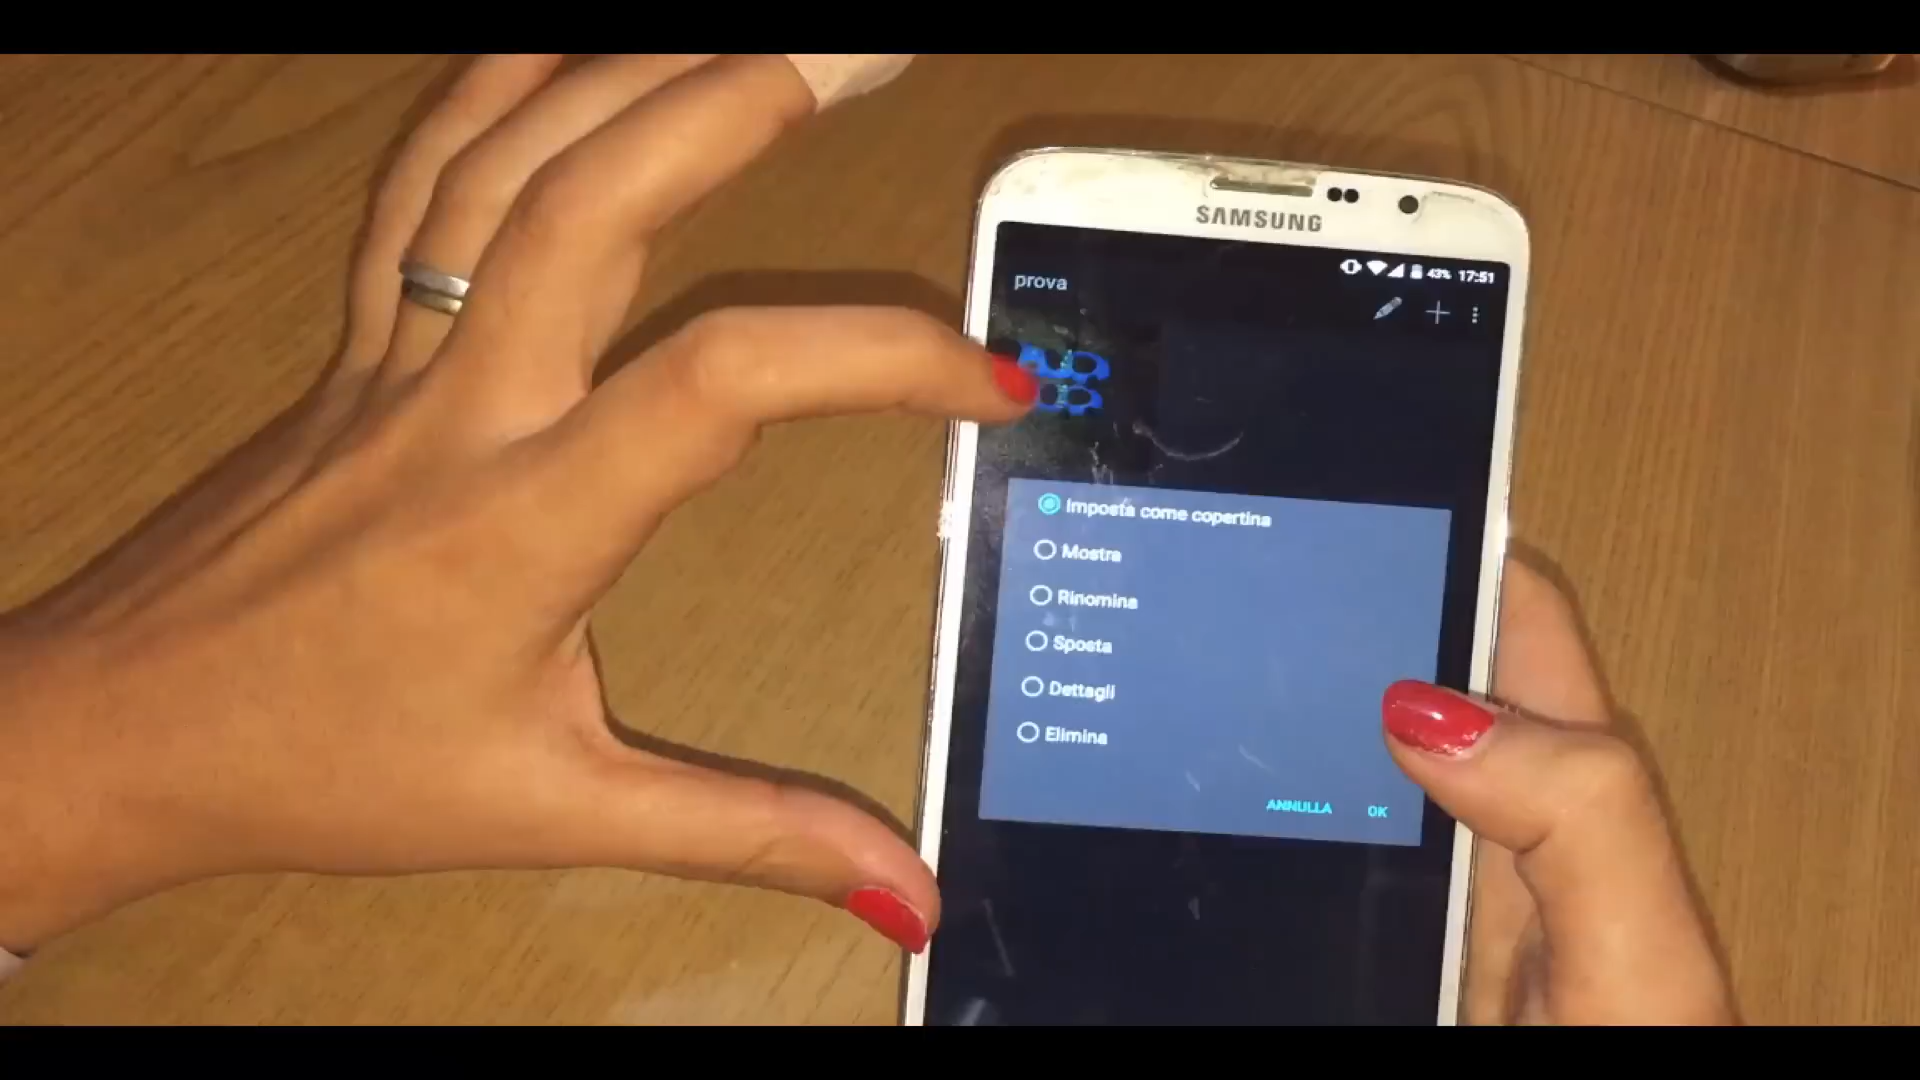 SAMSUNG
43% 17:51
prova
Imposta come copertina
Mostra
Rinomina
Sposta
Dettagli
Elimina
ANNULLA OK